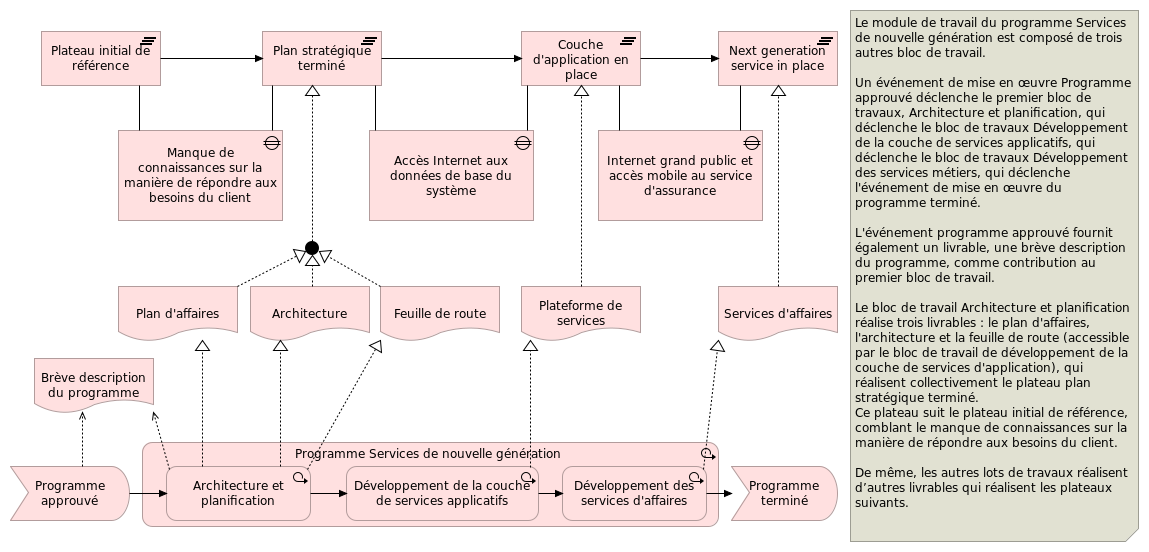 Plateau initial de
référence
Plan stratégique
terminé
Couche
d'application en
place
Next generation
service in place
Manque de
connaissances sur la
manière de répondre aux
besoins du client
Accès Internet aux
données de base du
système
Internet grand public et
accès mobile au service
d'assurance
Plan d'affaires
Architecture
Feuille de route
Plateforme de
services
Services d'affaires
Brève description
du programme
Programme Services de nouvelle génération
Programme
approuvé
Architecture et
planification
Développement de la couche
de services applicatifs
Développement des
services d'affaires
Programme
terminé
Le module de travail du programme Services
de nouvelle génération est composé de trois
autres bloc de travail.
Un événement de mise en œuvre Programme
approuvé déclenche le premier bloc de
travaux, Architecture et planification, qui
déclenche le bloc de travaux Développement
de la couche de services applicatifs, qui
déclenche le bloc de travaux Développement
des services métiers, qui déclenche
l'événement de mise en œuvre du
programme terminé.
L'événement programme approuvé fournit
également un livrable, une brève description
du programme, comme contribution au
premier bloc de travail.
Le bloc de travail Architecture et planification
réalise trois livrables : le plan d'affaires,
l'architecture et la feuille de route (accessible
par le bloc de travail de développement de la
couche de services d'application), qui
réalisent collectivement le plateau plan
stratégique terminé.
Ce plateau suit le plateau initial de référence,
comblant le manque de connaissances sur la
manière de répondre aux besoins du client.
De même, les autres lots de travaux réalisent
d’autres livrables qui réalisent les plateaux
suivants.